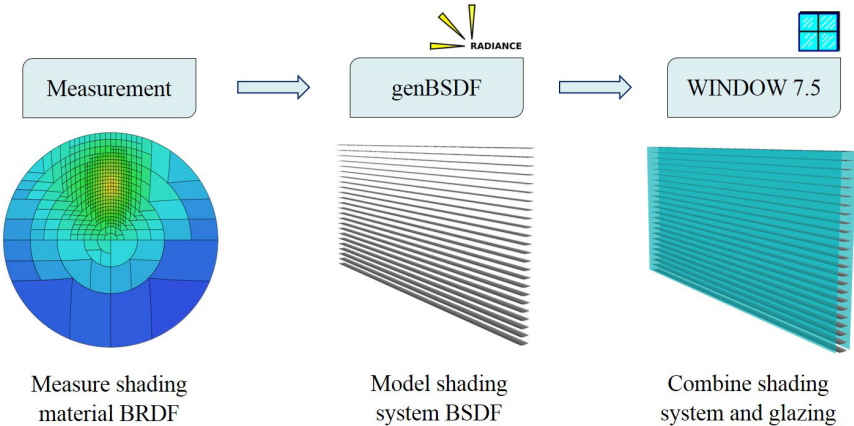 RADIANCE
Measurement
genBSDF
WINDOW 7.5
Measure shading
material BRDF
Model shading
system BSDF
Combine shading
system and glazing